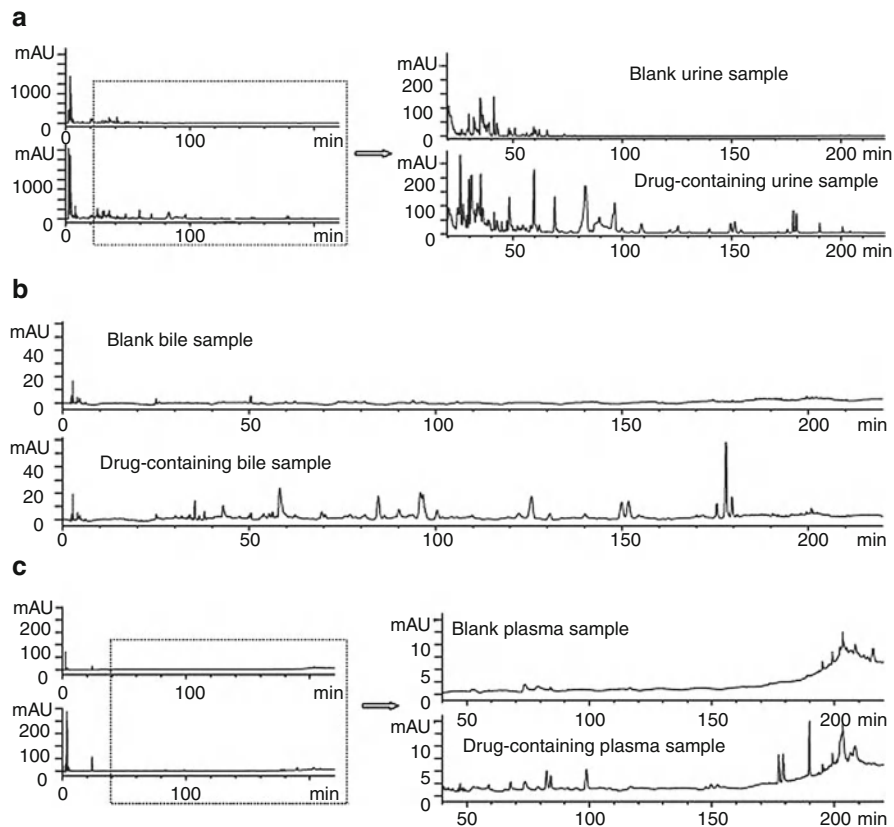 a
mAU
1000
0
0 100 min
mAU
1000
0
0 100 min
mAU
200
100
0
Blank urine sample
50 100 150 200 min
mAU
200
100
0
Drug-containing urine sample
50 100 150 200 min
b
mAU
40
20
0
Blank bile sample
0 50 100 150 200
min
mAU
40
20
0
Drug-containing bile sample
0 50 100 150 200
min
c
mAU
200
100
0
0 100 min
mAU
200
100
0
0 100
min
mAU
10
5
0
Blank plasma sample
50 100 150 200
min
mAU
10
5
0
Drug-containing plasma sample
50 100 150 200
min